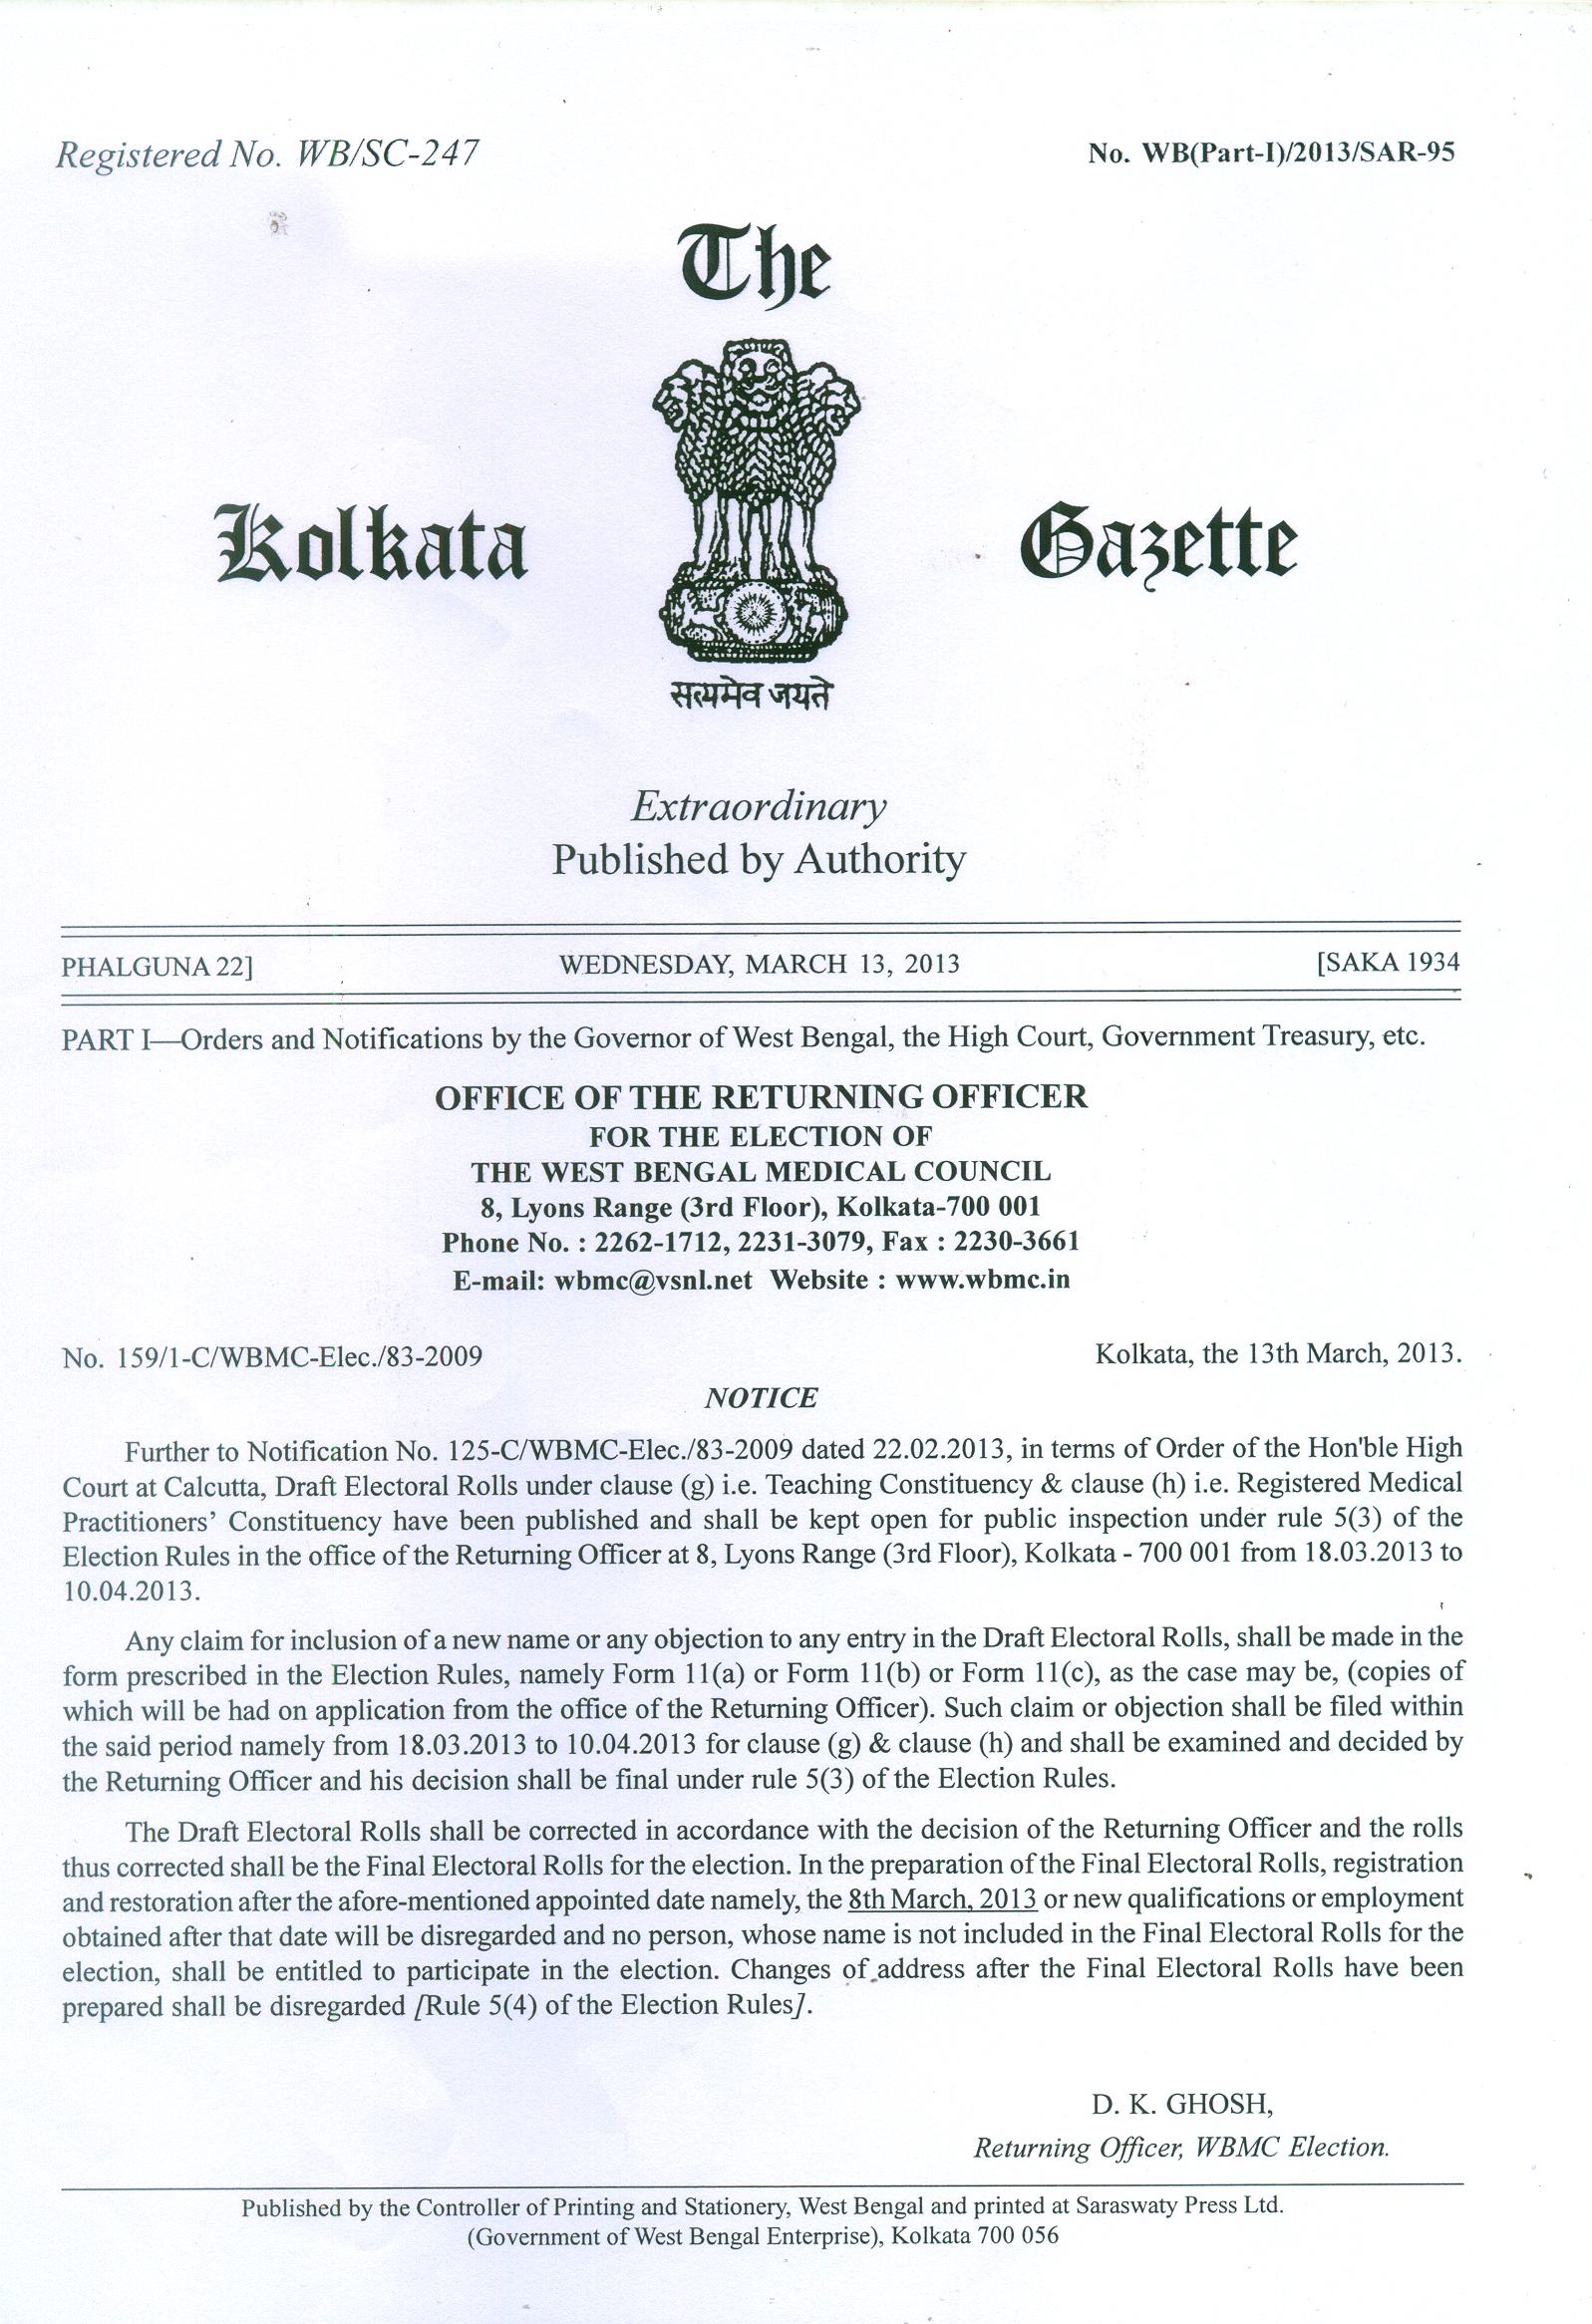 Registered No. WB/SC-247
No. WB(Part-I)/2013/SAR-95
The
Kolkata Gazette
सत्यमेव जयते
Extraordinary
Published by Authority
PHALGUNA 22] WEDNESDAY, MARCH 13, 2013 [SAKA 1934
PART I—Orders and Notifications by the Governor of West Bengal, the High Court, Government Treasury, etc.
OFFICE OF THE RETURNING OFFICER
FOR THE ELECTION OF
THE WEST BENGAL MEDICAL COUNCIL
8, Lyons Range (3rd Floor), Kolkata-700 001
Phone No. : 2262-1712, 2231-3079, Fax : 2230-3661
E-mail: wbmc@vsnl.net Website : www.wbmc.in
No. 159/1-C/WBMC-Elec./83-2009 Kolkata, the 13th March, 2013.
NOTICE
Further to Notification No. 125-C/WBMC-Elec./83-2009 dated 22.02.2013, in terms of Order of the Hon'ble High
Court at Calcutta, Draft Electoral Rolls under clause (g) i.e. Teaching Constituency & clause (h) i.e. Registered Medical
Practitioners’ Constituency have been published and shall be kept open for public inspection under rule 5(3) of the
Election Rules in the office of the Returning Officer at 8, Lyons Range (3rd Floor), Kolkata - 700 001 from 18.03.2013 to
10.04.2013.
Any claim for inclusion of a new name or any objection to any entry in the Draft Electoral Rolls, shall be made in the
form prescribed in the Election Rules, namely Form 11(a) or Form 11(b) or Form 11(c), as the case may be, (copies of
which will be had on application from the office of the Returning Officer). Such claim or objection shall be filed within
the said period namely from 18.03.2013 to 10.04.2013 for clause (g) & clause (h) and shall be examined and decided by
the Returning Officer and his decision shall be final under rule 5(3) of the Election Rules.
The Draft Electoral Rolls shall be corrected in accordance with the decision of the Returning Officer and the rolls
thus corrected shall be the Final Electoral Rolls for the election. In the preparation of the Final Electoral Rolls, registration
and restoration after the afore-mentioned appointed date namely, the 8th March, 2013 or new qualifications or employment
obtained after that date will be disregarded and no person, whose name is not included in the Final Electoral Rolls for the
election, shall be entitled to participate in the election. Changes of address after the Final Electoral Rolls have been
prepared shall be disregarded [Rule 5(4) of the Election Rules].
D. K. GHOSH,
Returning Officer, WBMC Election.
Published by the Controller of Printing and Stationery, West Bengal and printed at Saraswaty Press Ltd.
(Government of West Bengal Enterprise), Kolkata 700 056